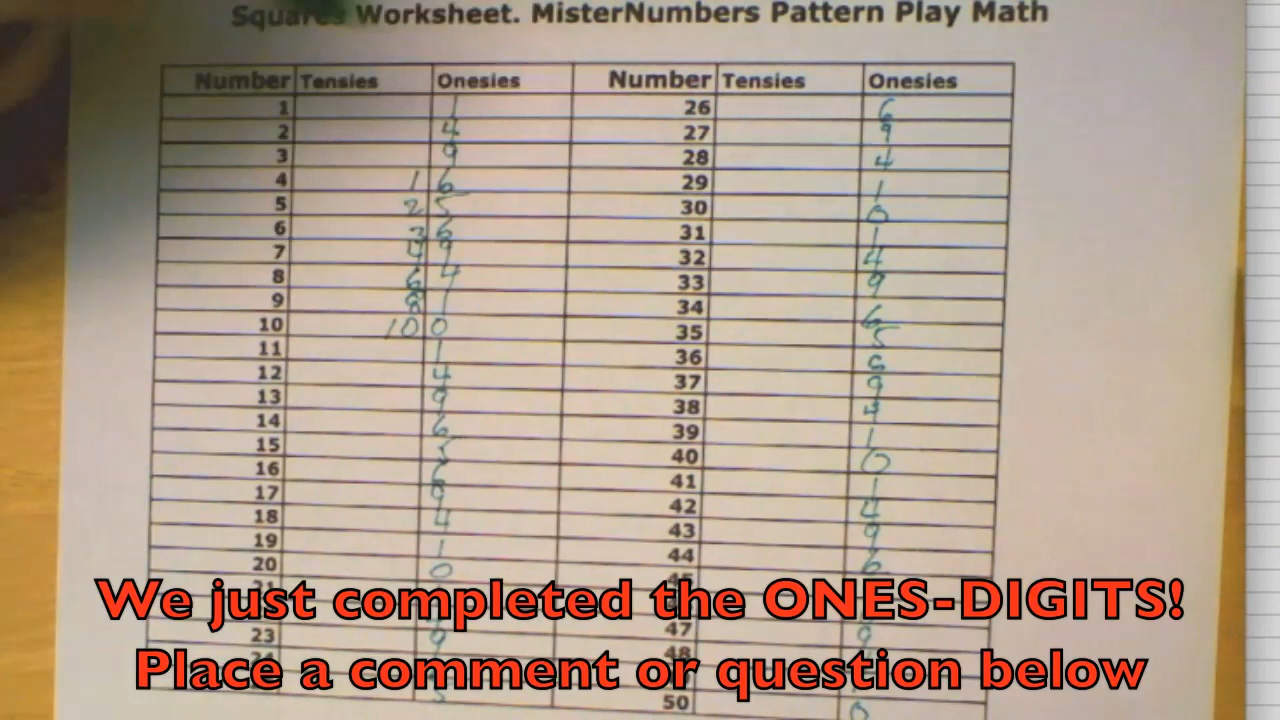 Squares Worksheet. MisterNumbers Pattern Play Math
Number Tensies Onesies Number Tensies Onesies
1 1 26 6
2 4 27 9
3 9 28 4
4 1 6 29 1
5 2 5 30 0
6 3 6 31 1
7 4 9 32 4
8 6 4 33 9
9 8 1 34 6
10 10 0 35 5
11 1 36 6
12 4 37 9
13 9 38 4
14 6 39 1
15 5 40 0
16 6 41 1
17 9 42 4
18 4 43 9
19 1 44 6
20 0
We just completed the ONES-DIGITS!
23 9 47 9
Place a comment or question below
5 50 0